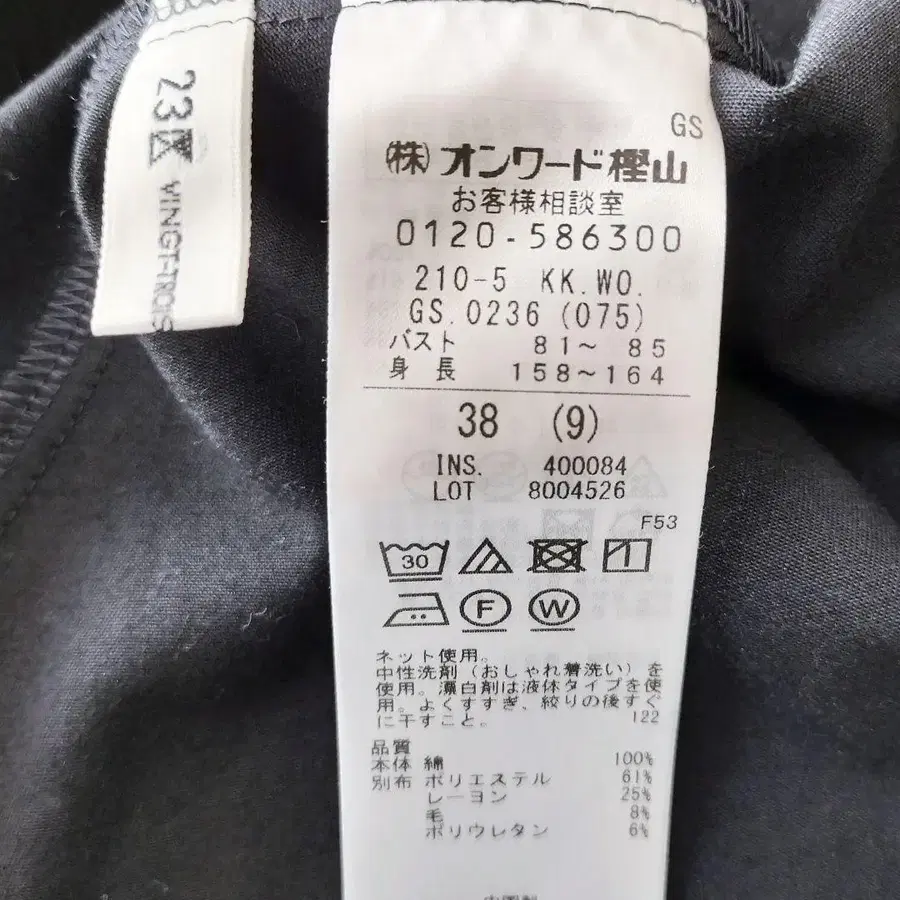 23区
VINGT-TROIS
GS
(株)オンワード樫山
お客様相談室
0120-586300
210-5 KK.WO.
GS.0236 (075)
バスト 81～ 85
身長 158～164
38 (9)
INS. 400084
LOT 8004526
F53
30
F W
ネット使用。
中性洗剤(おしゃれ着洗い)を
使用。漂白剤は液体タイプを使
用。よくすすぎ、絞りの後すぐ
に干すこと。 122
品質
本体 綿 100%
別布 ポリエステル 61%
レーヨン 25%
毛 8%
ポリウレタン 6%